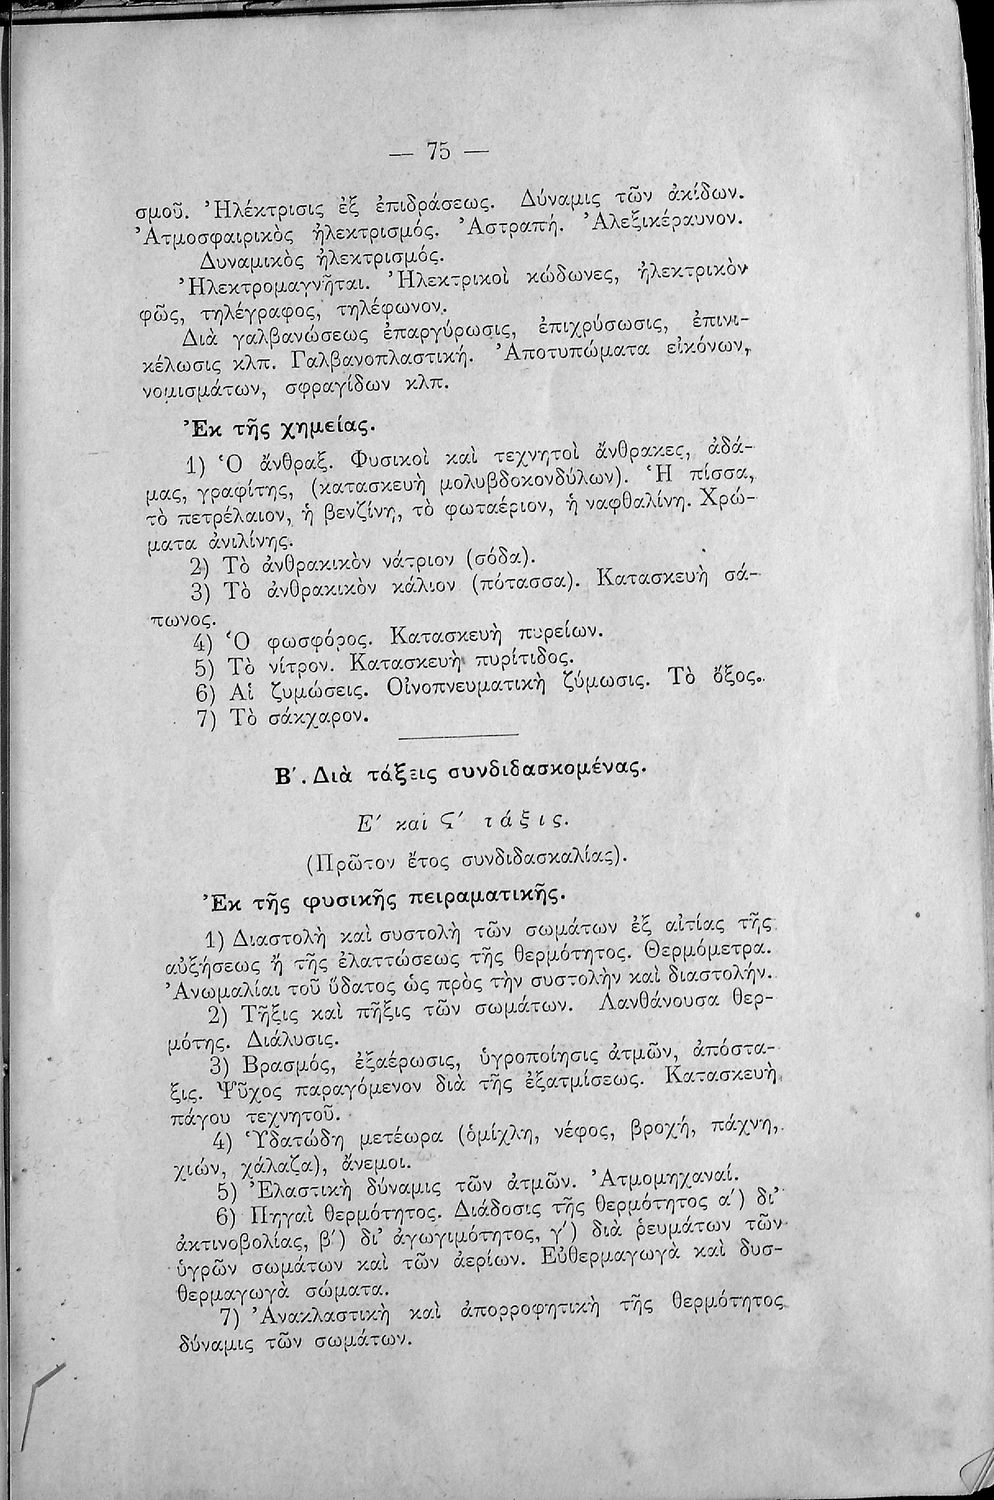 — 75 —
σμοῦ. Ἠλέκτρισις ἐξ ἐπιδράσεως. Δύναμις τῶν ἀκίδων.
Ἀτμοσφαιρικὸς ἠλεκτρισμός. Ἀστραπή. Ἀλεξικέραυνον.
Δυναμικὸς ἠλεκτρισμός.
Ἠλεκτρομαγνῆται. Ἠλεκτρικοὶ κώδωνες, ἠλεκτρικὸν
φῶς, τηλέγραφος, τηλέφωνον.
Διὰ γαλβανώσεως ἐπαργύρωσις, ἐπιχρύσωσις, ἐπινι-
κέλωσις κλπ. Γαλβανοπλαστική. Ἀποτυπώματα εἰκόνων,
νομισμάτων, σφραγίδων κλπ.
Ἐκ τῆς χημείας.
1) Ὁ ἄνθραξ. Φυσικοὶ καὶ τεχνητοὶ ἄνθρακες, ἀδά-
μας, γραφίτης, (κατασκευὴ μολυβδοκονδύλων). Ἡ πίσσα,
τὸ πετρέλαιον, ἡ βενζίνη, τὸ φωταέριον, ἡ ναφθαλίνη. Χρώ-
ματα ἀνιλίνης.
2) Τὸ ἀνθρακικὸν νάτριον (σόδα).
3) Τὸ ἀνθρακικὸν κάλιον (πότασσα). Κατασκευὴ σά-
πωνος.
4) Ὁ φωσφόρος. Κατασκευὴ πυρείων.
5) Τὸ νίτρον. Κατασκευὴ πυρίτιδος.
6) Αἱ ζυμώσεις. Οἰνοπνευματικὴ ζύμωσις. Τὸ ὄξος.
7) Τὸ σάκχαρον.
Β΄. Διὰ τάξεις συνδιδασκομένας.
Ε΄ καὶ Ϛ΄ τάξις.
(Πρῶτον ἔτος συνδιδασκαλίας).
Ἐκ τῆς φυσικῆς πειραματικῆς.
1) Διαστολὴ καὶ συστολὴ τῶν σωμάτων ἐξ αἰτίας τῆς
αὐξήσεως ἢ τῆς ἐλαττώσεως τῆς θερμότητος. Θερμόμετρα.
Ἀνωμαλίαι τοῦ ὕδατος ὡς πρὸς τὴν συστολὴν καὶ διαστολήν.
2) Τῆξις καὶ πῆξις τῶν σωμάτων. Λανθάνουσα θερ-
μότης. Διάλυσις.
3) Βρασμός, ἐξαέρωσις, ὑγροποίησις ἀτμῶν, ἀπόστα-
ξις. Ψῦχος παραγόμενον διὰ τῆς ἐξατμίσεως. Κατασκευὴ
πάγου τεχνητοῦ.
4) Ὑδατώδη μετέωρα (ὁμίχλη, νέφος, βροχή, πάχνη,
χιών, χάλαζα), ἄνεμοι.
5) Ἐλαστικὴ δύναμις τῶν ἀτμῶν. Ἀτμομηχαναί.
6) Πηγαὶ θερμότητος. Διάδοσις τῆς θερμότητος α΄) δι᾽
ἀκτινοβολίας, β΄) δι᾽ ἀγωγιμότητος, γ΄) διὰ ῥευμάτων τῶν
ὑγρῶν σωμάτων καὶ τῶν ἀερίων. Εὐθερμαγωγὰ καὶ δυσ-
θερμαγωγὰ σώματα.
7) Ἀνακλαστικὴ καὶ ἀπορροφητικὴ τῆς θερμότητος
δύναμις τῶν σωμάτων.